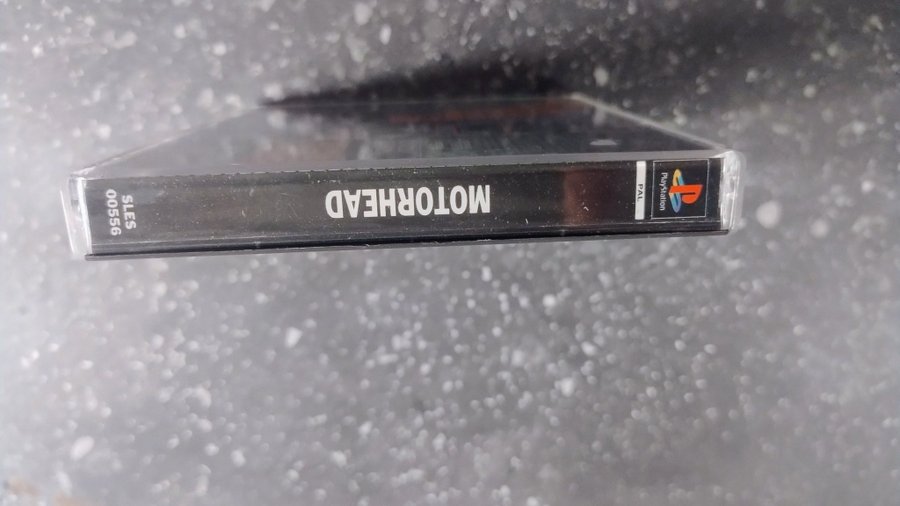 PlayStation
PAL
MOTORHEAD
SLES
00556